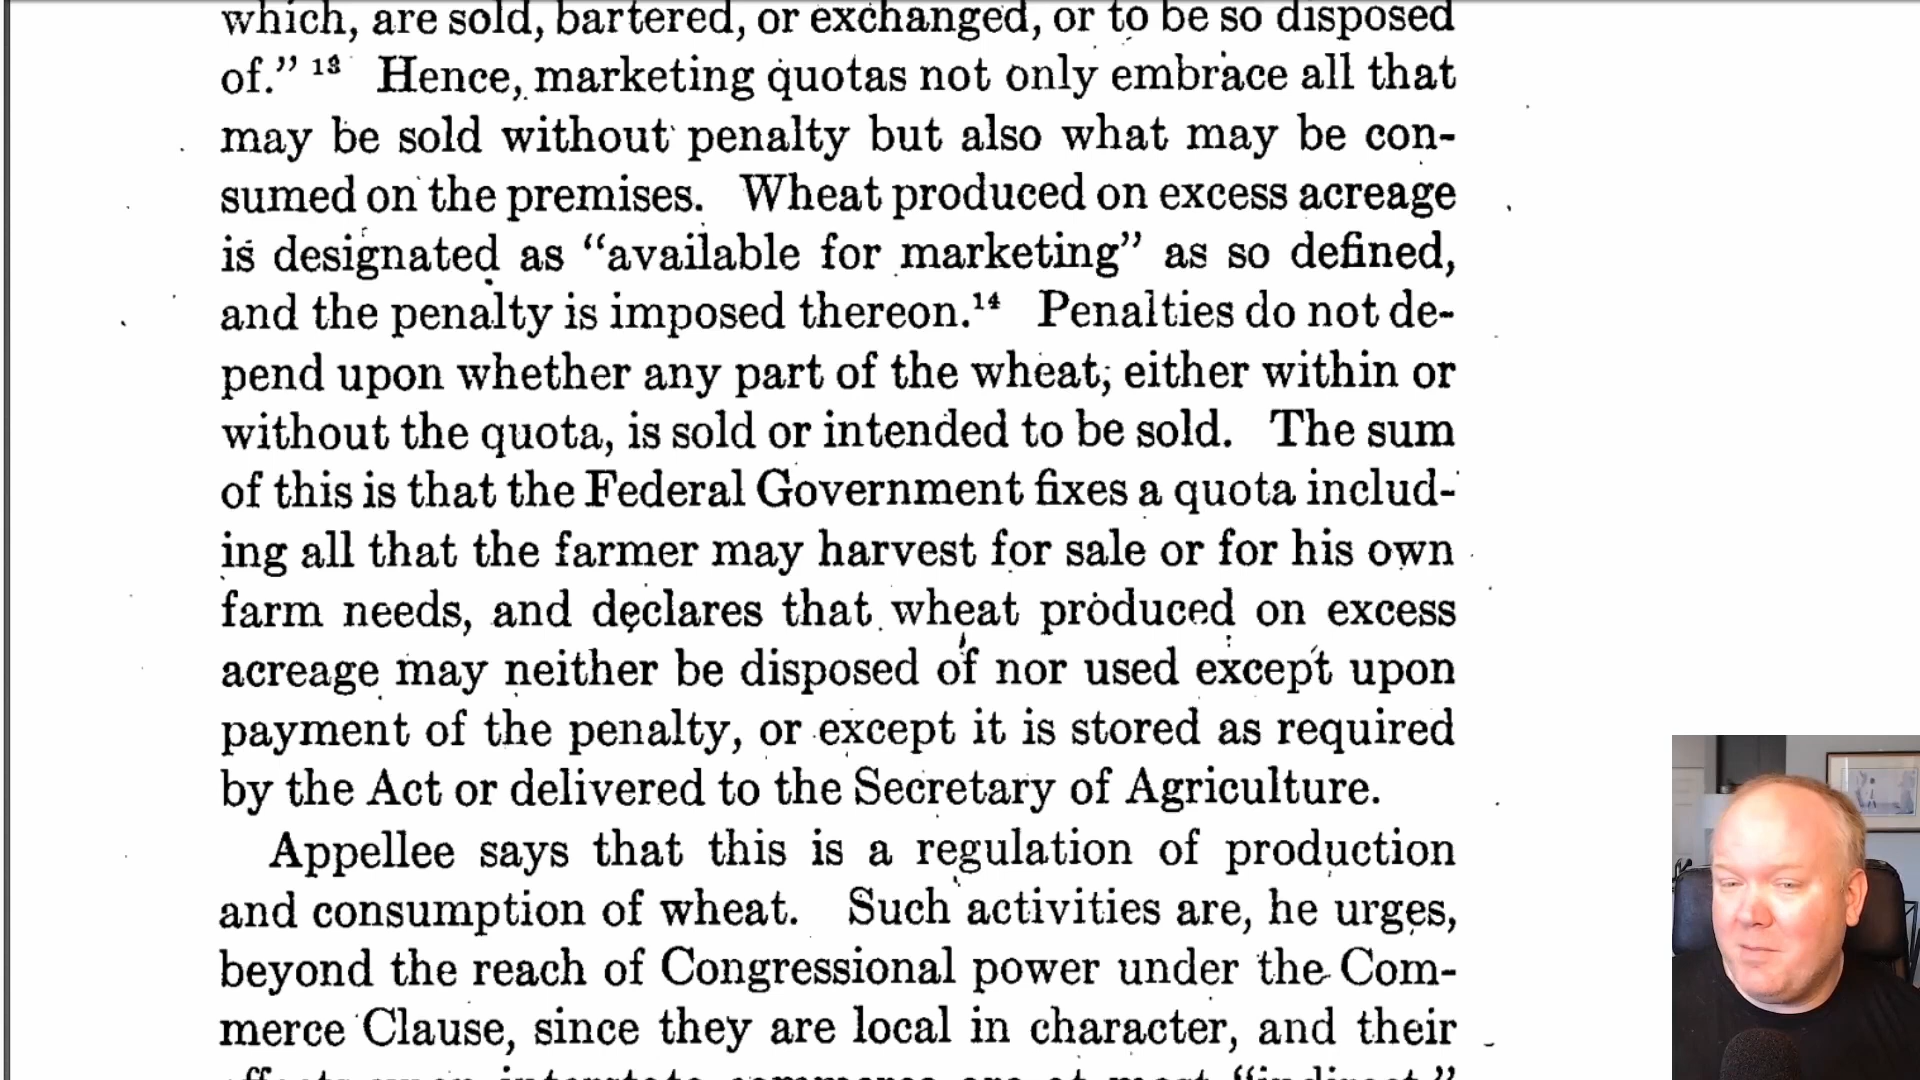 which, are sold, bartered, or exchanged, or to be so disposed
of.” ¹³ Hence, marketing quotas not only embrace all that
may be sold without penalty but also what may be con-
sumed on the premises. Wheat produced on excess acreage
is designated as “available for marketing” as so defined,
and the penalty is imposed thereon.¹⁴ Penalties do not de-
pend upon whether any part of the wheat, either within or
without the quota, is sold or intended to be sold. The sum
of this is that the Federal Government fixes a quota includ-
ing all that the farmer may harvest for sale or for his own
farm needs, and declares that wheat produced on excess
acreage may neither be disposed of nor used except upon
payment of the penalty, or except it is stored as required
by the Act or delivered to the Secretary of Agriculture.
Appellee says that this is a regulation of production
and consumption of wheat. Such activities are, he urges,
beyond the reach of Congressional power under the Com-
merce Clause, since they are local in character, and their
effects upon interstate commerce are at most “indirect.”